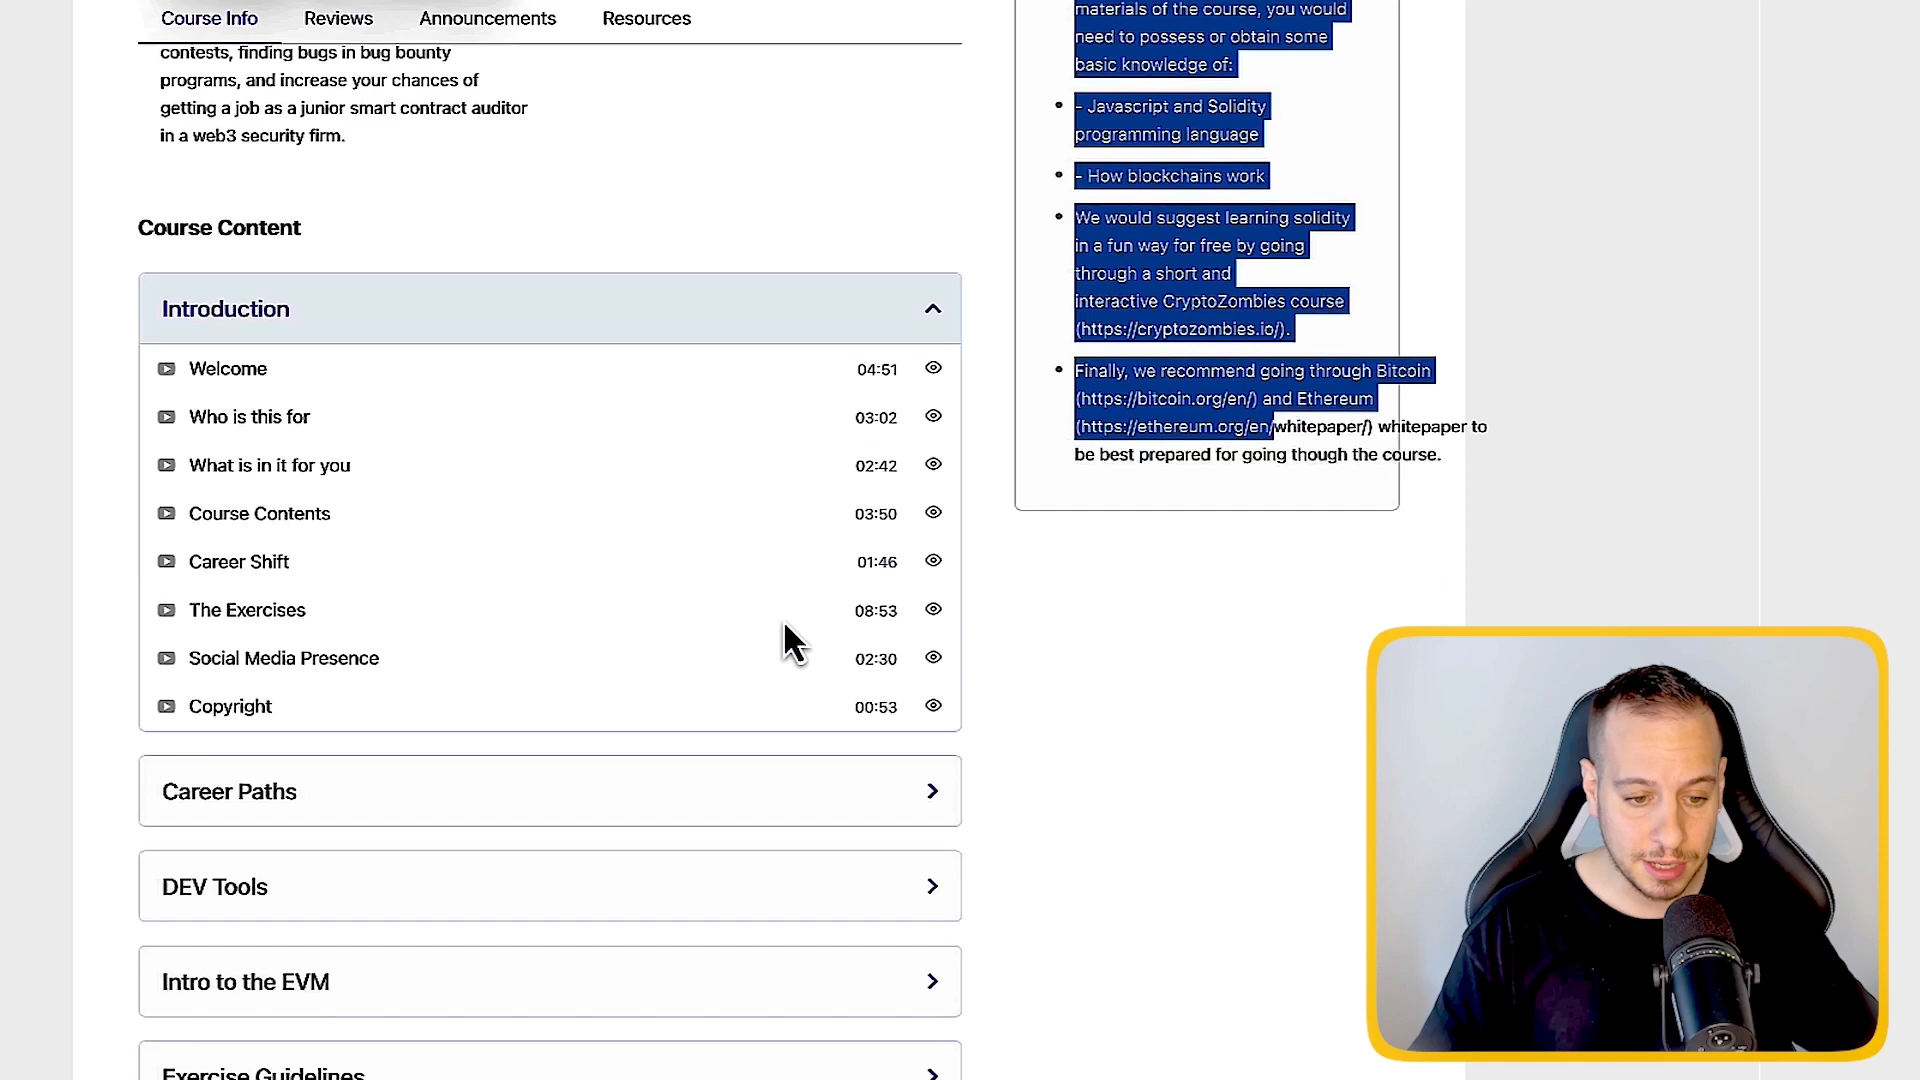 Course Info
Reviews
Announcements
Resources
contests, finding bugs in bug bounty
programs, and increase your chances of
getting a job as a junior smart contract auditor
in a web3 security firm.
Course Content
Introduction
Welcome 04:51
Who is this for 03:02
What is in it for you 02:42
Course Contents 03:50
Career Shift 01:46
The Exercises 08:53
Social Media Presence 02:30
Copyright 00:53
Career Paths
DEV Tools
Intro to the EVM
Exercise Guidelines
materials of the course, you would
need to possess or obtain some
basic knowledge of:
- Javascript and Solidity
programming language
- How blockchains work
We would suggest learning solidity
in a fun way for free by going
through a short and
interactive CryptoZombies course
(https://cryptozombies.io/).
Finally, we recommend going through Bitcoin
(https://bitcoin.org/en/) and Ethereum
(https://ethereum.org/en/whitepaper/) whitepaper to
be best prepared for going though the course.